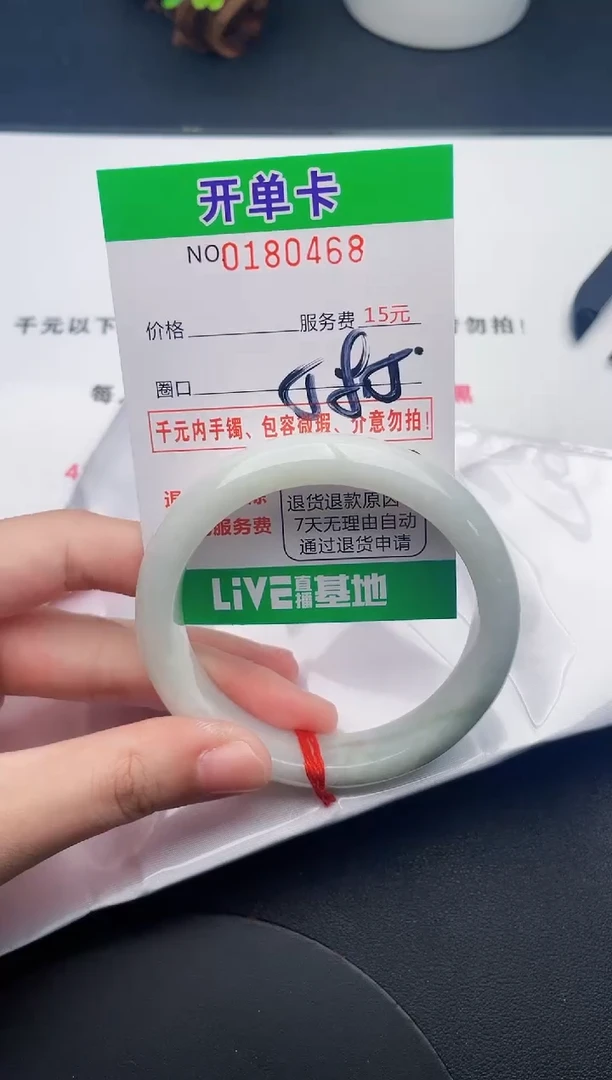 开单卡
NO0180468
价格 服务费 15元
圈口
千元内手镯、包容微瑕、介意勿拍!
退货退款原因
服务费
7天无理由自动
通过退货申请
LiVE直播基地
千元以下
勿拍!
每
4